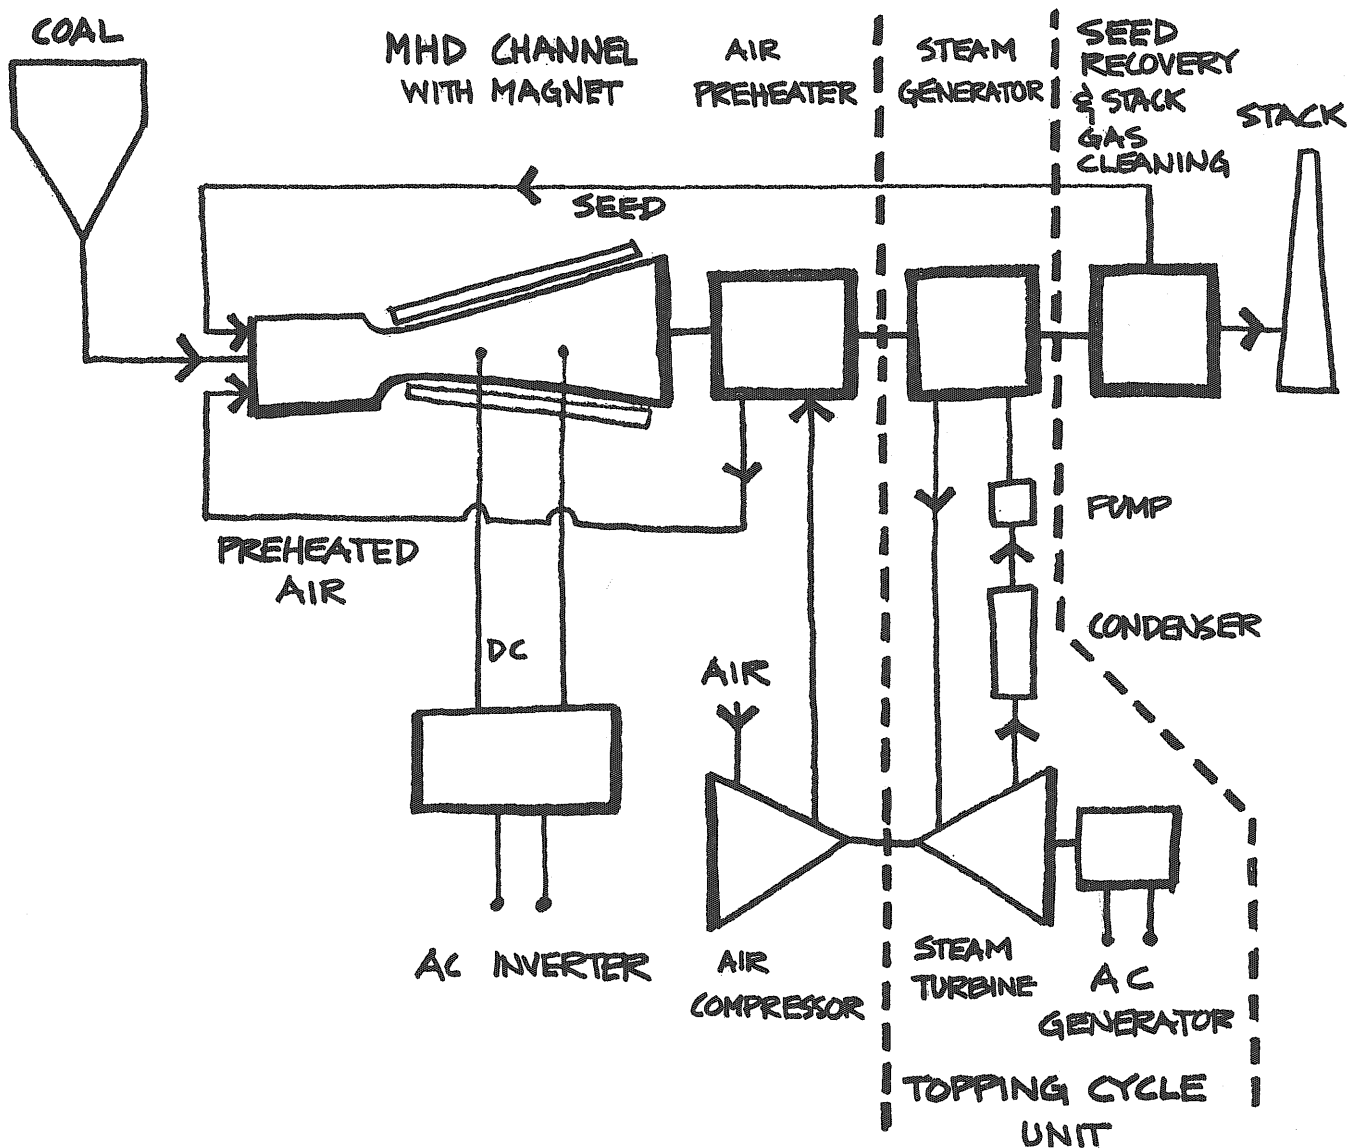 COAL
MHD CHANNEL
WITH MAGNET
AIR
PREHEATER
STEAM
GENERATOR
SEED
RECOVERY
& STACK
GAS
CLEANING
STACK
SEED
PREHEATED
AIR
PUMP
CONDENSER
DC
AIR
AC INVERTER
AIR
COMPRESSOR
STEAM
TURBINE
AC
GENERATOR
TOPPING CYCLE
UNIT